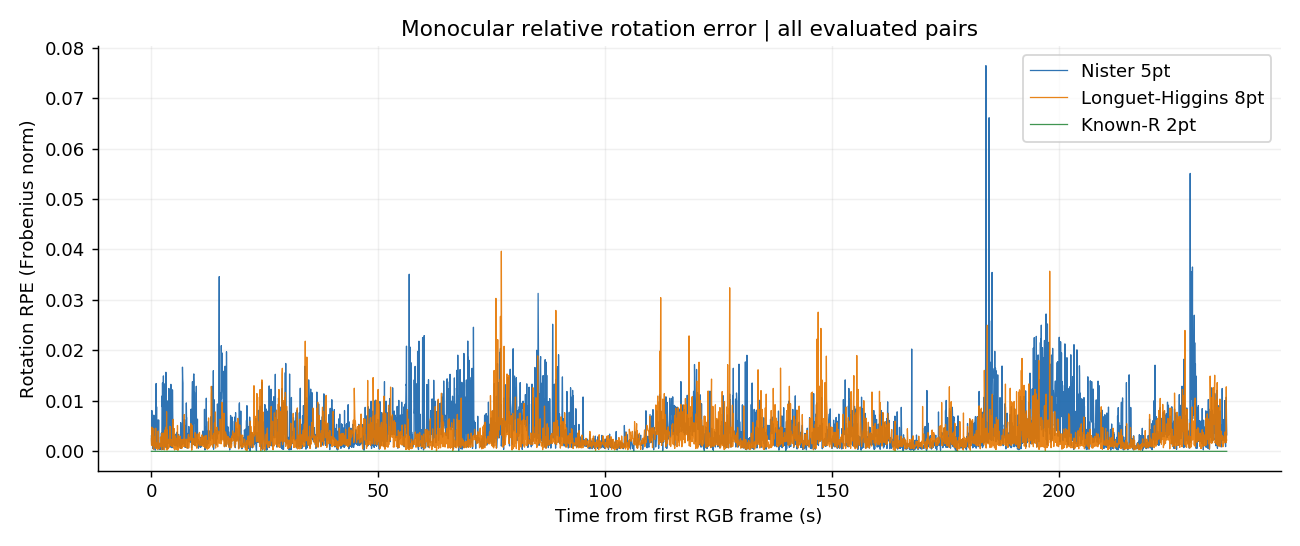 Monocular relative rotation error | all evaluated pairs
Rotation RPE (Frobenius norm)
0.08
0.07
0.06
0.05
0.04
0.03
0.02
0.01
0.00
Nister 5pt
Longuet-Higgins 8pt
Known-R 2pt
0 50 100 150 200
Time from first RGB frame (s)